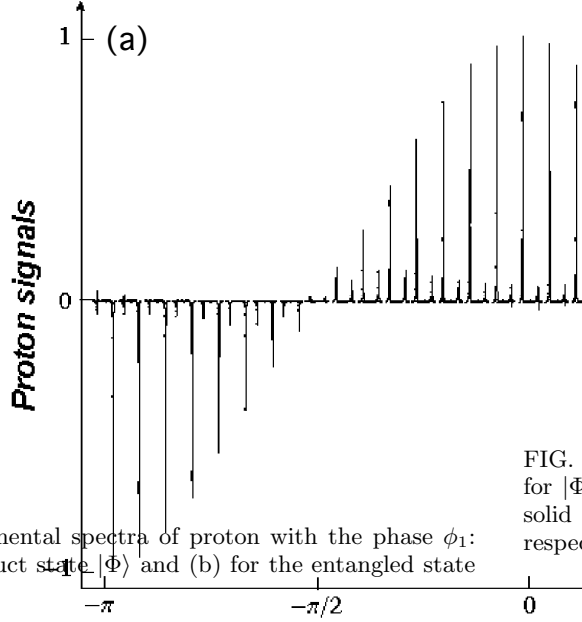 1
(a)
Proton signals
0
FIG.
for |Φ
solid
respec
mental spectra of proton with the phase ϕ₁:
uct state |Φ⟩ and (b) for the entangled state
−1
−π
−π/2
0